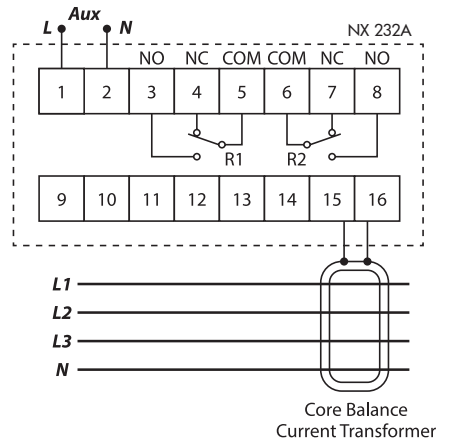 Aux
L N
NX 232A
NO NC COM COM NC NO
1 2 3 4 5 6 7 8
R1 R2
9 10 11 12 13 14 15 16
L1
L2
L3
N
Core Balance
Current Transformer